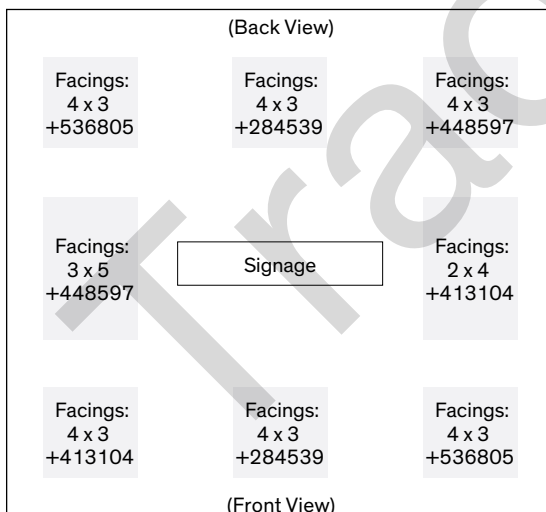 (Back View)
Facings:
4 x 3
+536805
Facings:
4 x 3
+284539
Facings:
4 x 3
+448597
Facings:
3 x 5
+448597
Signage
Facings:
2 x 4
+413104
Facings:
4 x 3
+413104
Facings:
4 x 3
+284539
Facings:
4 x 3
+536805
(Front View)